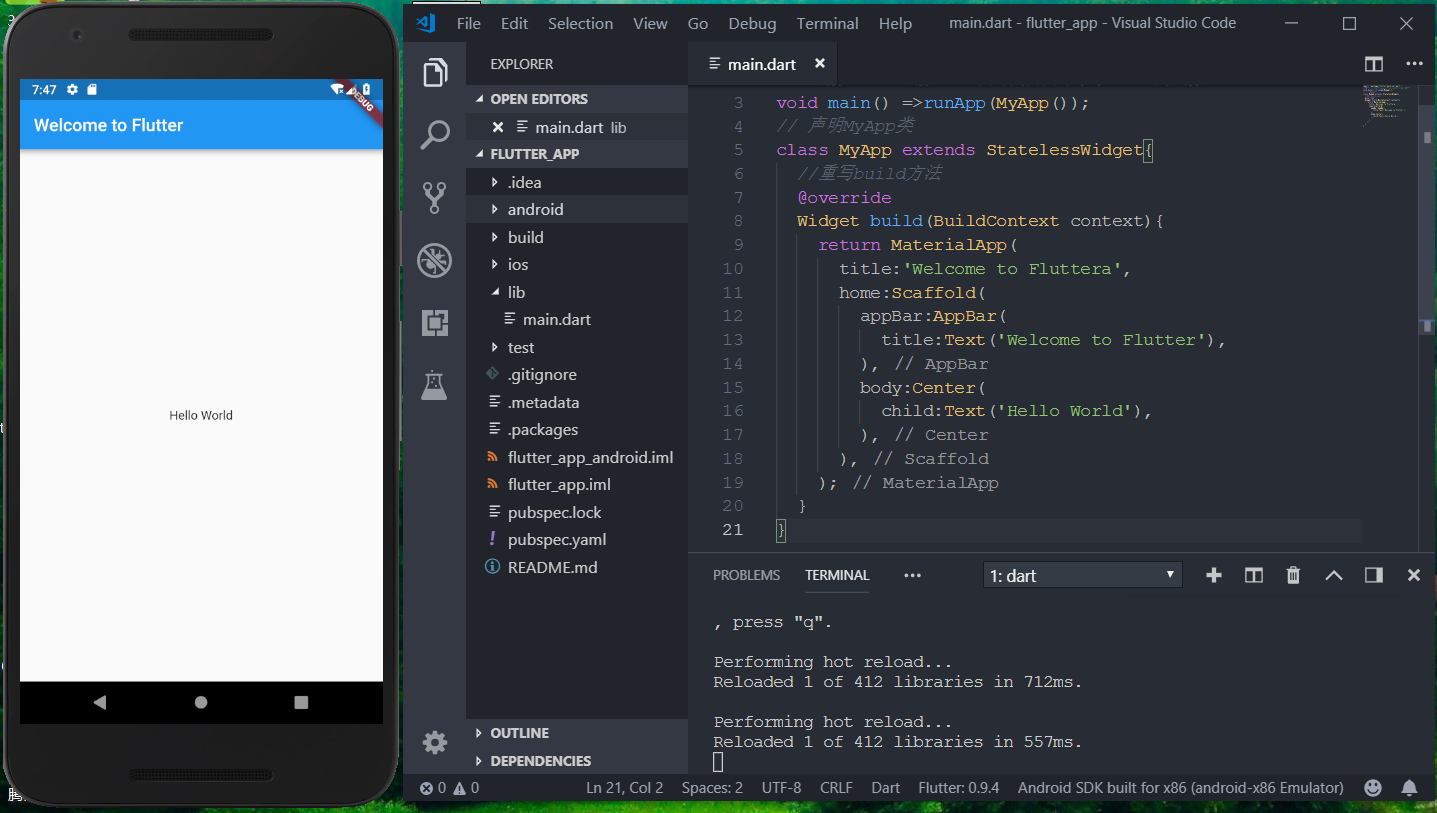 7:47
DEBUG
Welcome to Flutter
Hello World
File Edit Selection View Go Debug Terminal Help main.dart - flutter_app - Visual Studio Code
EXPLORER
OPEN EDITORS
main.dart lib
FLUTTER_APP
.idea
android
build
ios
lib
main.dart
test
.gitignore
.metadata
.packages
flutter_app_android.iml
flutter_app.iml
pubspec.lock
pubspec.yaml
README.md
OUTLINE
DEPENDENCIES
main.dart
3 void main() =>runApp(MyApp());
4 // 声明MyApp类
5 class MyApp extends StatelessWidget{
6 //重写build方法
7 @override
8 Widget build(BuildContext context){
9 return MaterialApp(
10 title:'Welcome to Fluttera',
11 home:Scaffold(
12 appBar:AppBar(
13 title:Text('Welcome to Flutter'),
14 ), // AppBar
15 body:Center(
16 child:Text('Hello World'),
17 ), // Center
18 ), // Scaffold
19 ); // MaterialApp
20 }
21 }
PROBLEMS TERMINAL ••• 1: dart
, press "q".
Performing hot reload...
Reloaded 1 of 412 libraries in 712ms.
Performing hot reload...
Reloaded 1 of 412 libraries in 557ms.
0 0 Ln 21, Col 2 Spaces: 2 UTF-8 CRLF Dart Flutter: 0.9.4 Android SDK built for x86 (android-x86 Emulator)